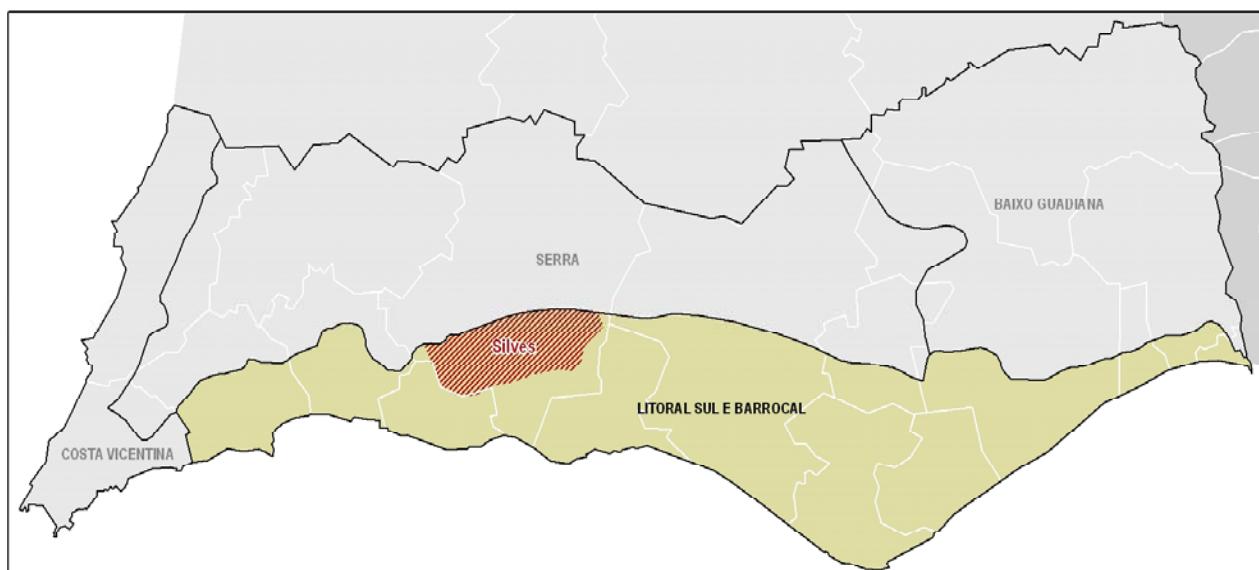 BAIXO GUADIANA
SERRA
Silves
LITORAL SUL E BARROCAL
COSTA VICENTINA